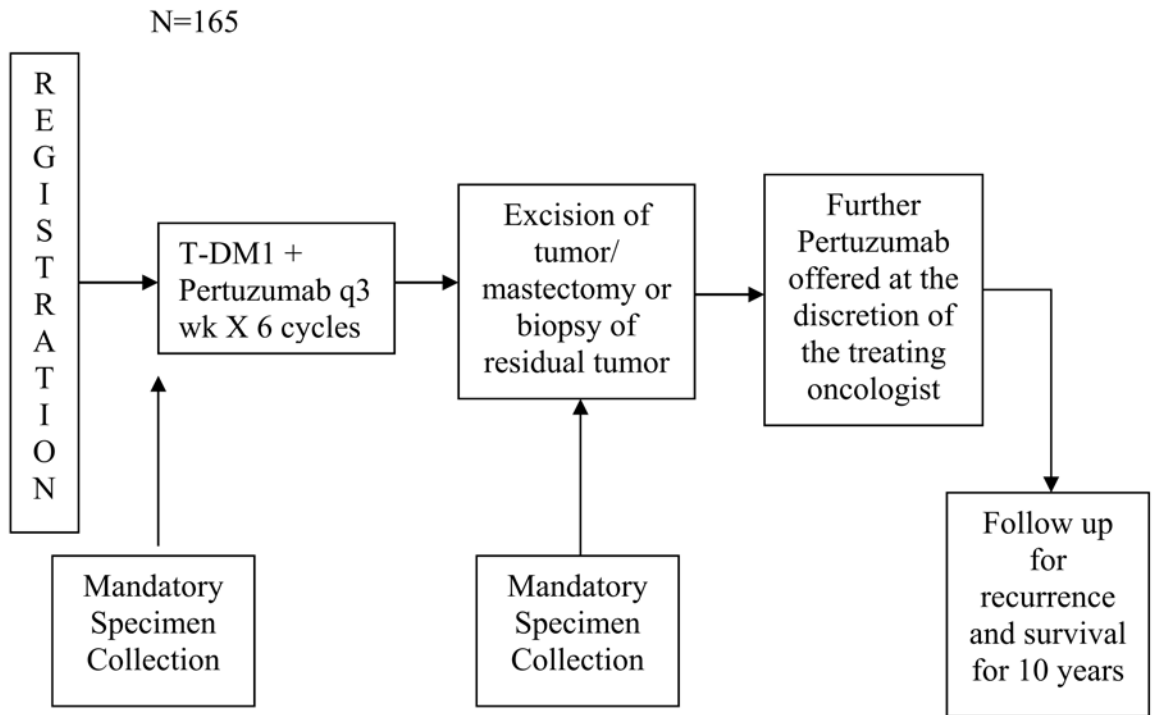 N=165
REGISTRATION
T-DM1 +
Pertuzumab q3
wk X 6 cycles
Excision of
tumor/
mastectomy or
biopsy of
residual tumor
Further
Pertuzumab
offered at the
discretion of
the treating
oncologist
Mandatory
Specimen
Collection
Mandatory
Specimen
Collection
Follow up
for
recurrence
and survival
for 10 years